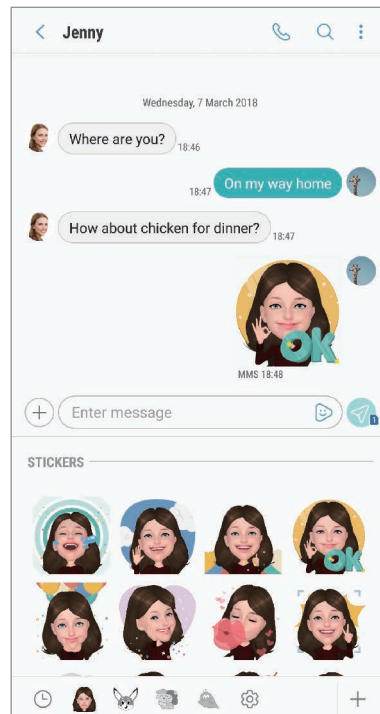 Jenny
Wednesday, 7 March 2018
Where are you?
18:46
18:47
On my way home
How about chicken for dinner?
18:47
OK
MMS 18:48
Enter message
1
STICKERS
OK